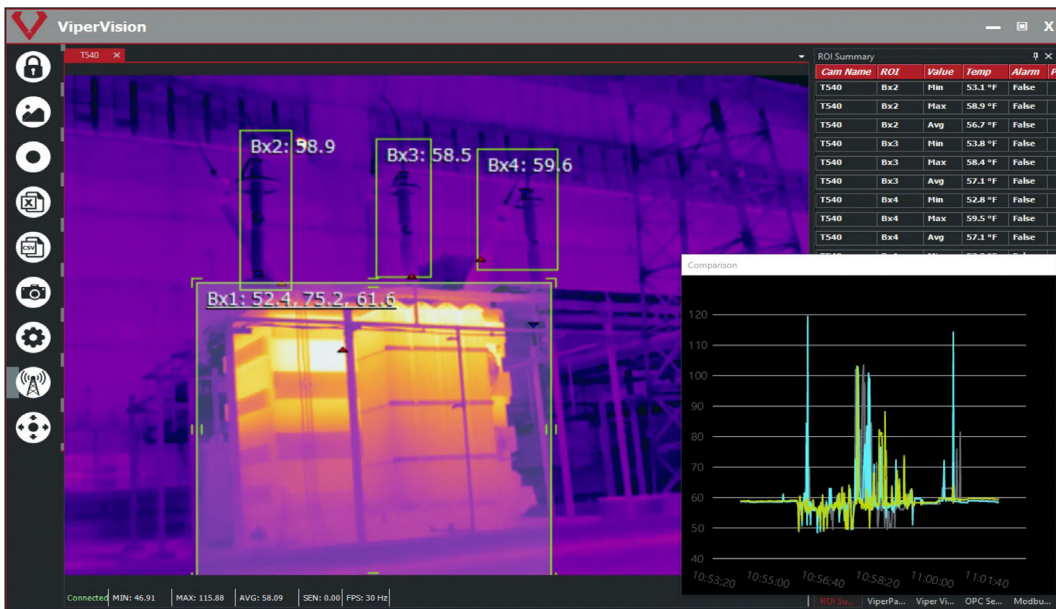 ViperVision
T540
ROI Summary
Cam Name ROI Value Temp Alarm P
T540 Bx2 Min 53.1 °F False
T540 Bx2 Max 58.9 °F False
T540 Bx2 Avg 56.7 °F False
T540 Bx3 Min 53.8 °F False
T540 Bx3 Max 58.4 °F False
T540 Bx3 Avg 57.1 °F False
T540 Bx4 Min 52.8 °F False
T540 Bx4 Max 59.5 °F False
T540 Bx4 Avg 57.1 °F False
Bx2: 58.9
Bx3: 58.5
Bx4: 59.6
Bx1: 52.4, 75.2, 61.6
CSV
Comparison
120
110
100
90
80
70
60
50
40
10:53:20 10:55:00 10:56:40 10:58:20 11:00:00 11:01:40
Connected MIN: 46.91 MAX: 115.88 AVG: 58.09 SEN: 0.00 FPS: 30 Hz
ROI Su... ViperPa... Viper Vi... OPC Se... Modbu...